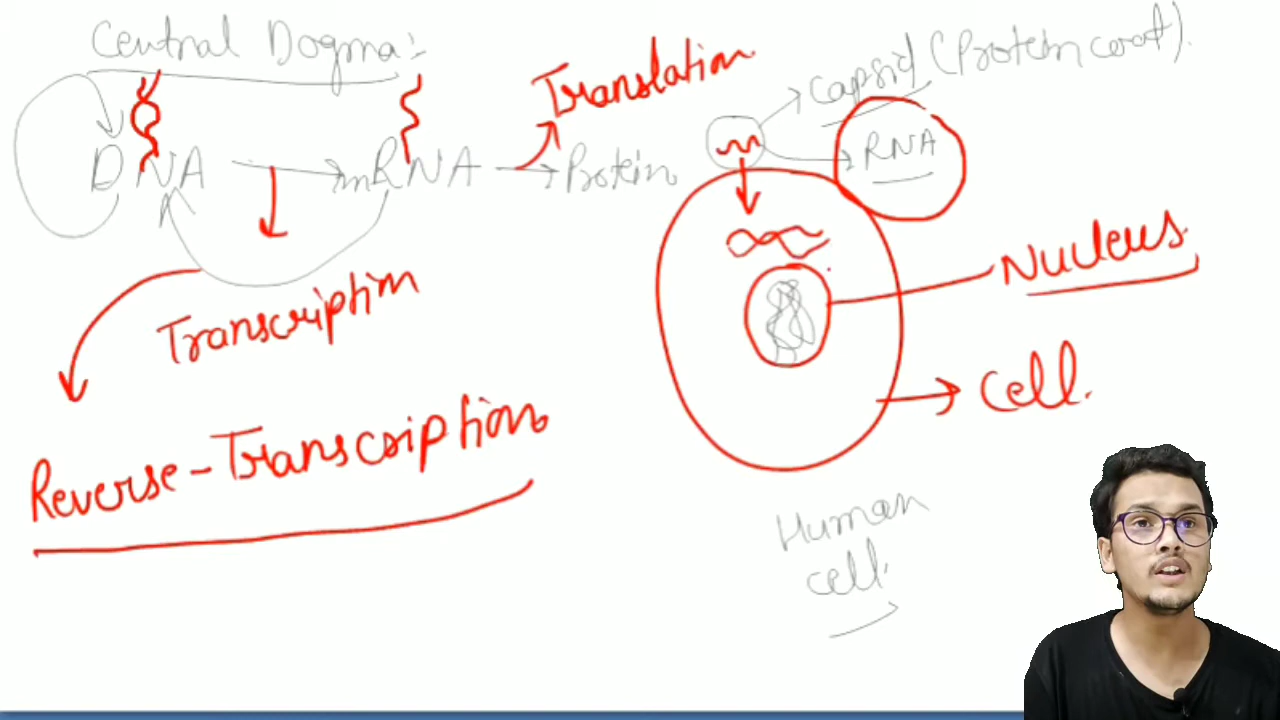 Central Dogma:
Translation
DNA → mRNA → Protein
Capsid (Protein coat).
RNA
Nucleus.
Transcription
Cell.
Reverse-Transcription
Human
cell.